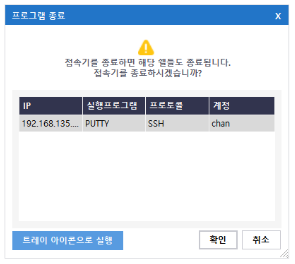 프로그램 종료 X
접속기를 종료하면 해당 앱들도 종료됩니다.
접속기를 종료하시겠습니까?
IP 실행프로그램 프로토콜 계정
192.168.135.... PUTTY SSH chan
트레이 아이콘으로 실행 확인 취소